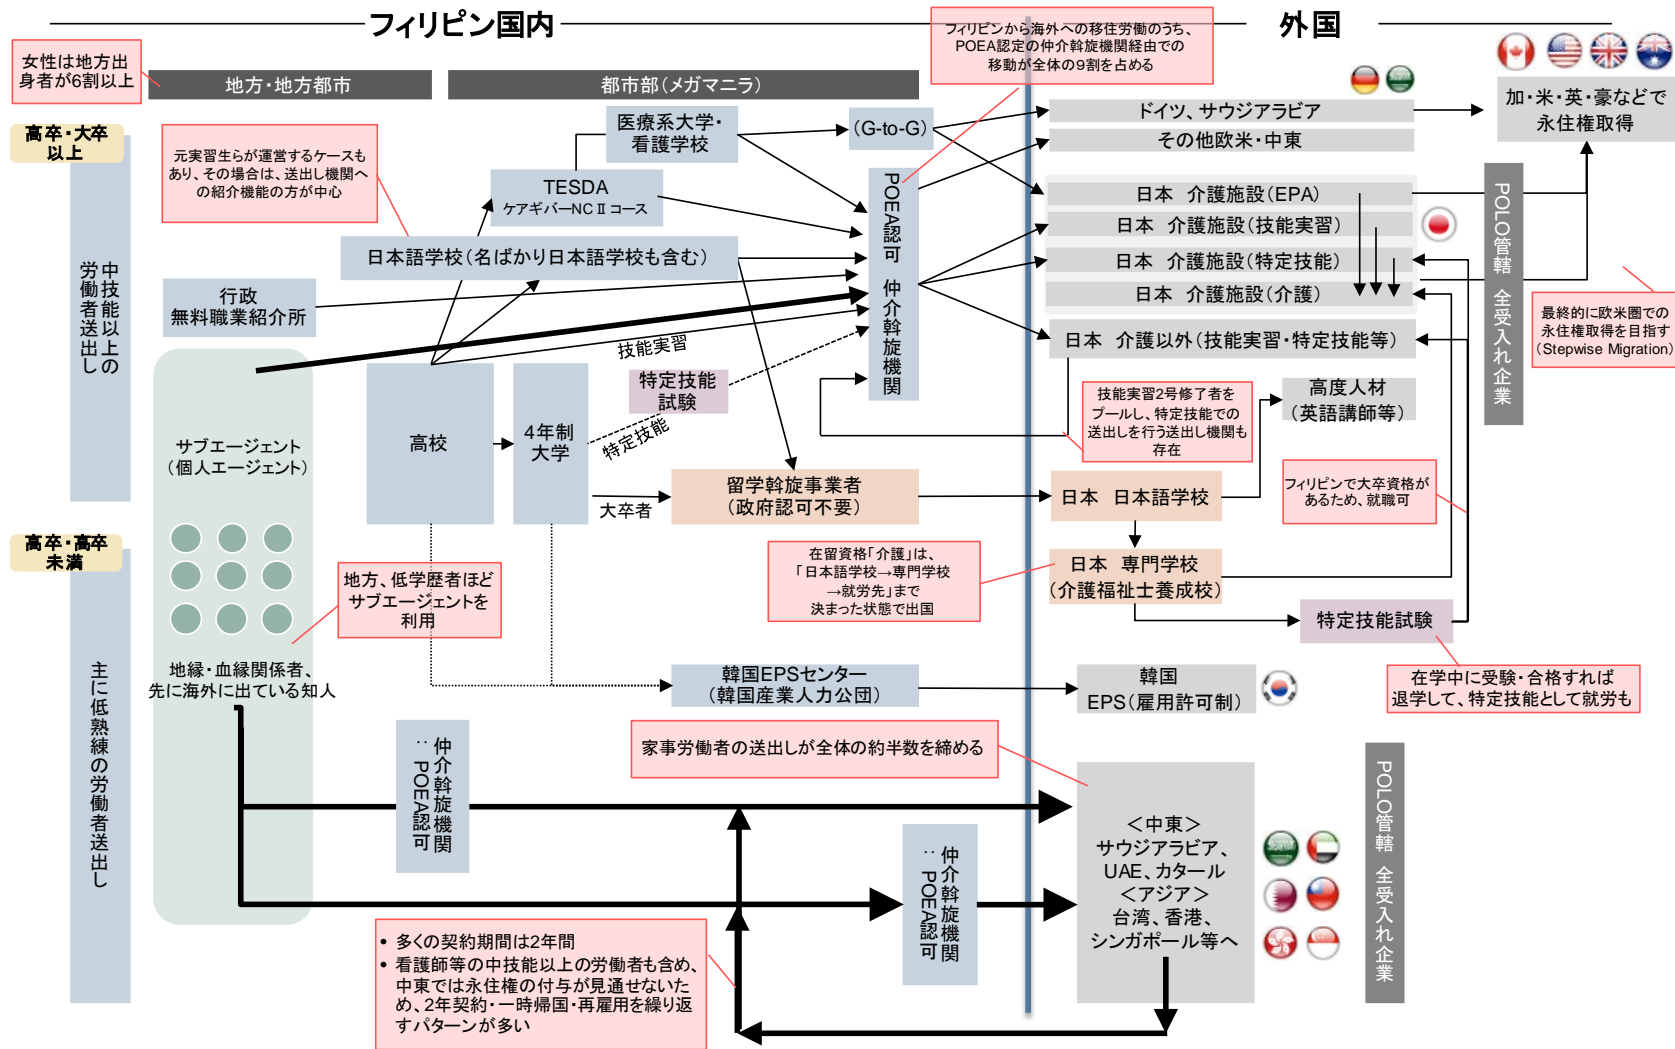 フィリピン国内
外国
女性は地方出
身者が6割以上
地方・地方都市
都市部（メガマニラ）
フィリピンから海外への移住労働のうち、
POEA認定の仲介斡旋機関経由での
移動が全体の9割を占める
加・米・英・豪などで
永住権取得
高卒・大卒
以上
中技能以上の
労働者送出し
元実習生らが運営するケースも
あり、その場合は、送出し機関へ
の紹介機能の方が中心
医療系大学・
看護学校
(G-to-G)
TESDA
ケアギバーNCⅡコース
日本語学校（名ばかり日本語学校も含む）
行政
無料職業紹介所
POEA認可 仲介斡旋機関
ドイツ、サウジアラビア
その他欧米・中東
日本 介護施設（EPA）
日本 介護施設（技能実習）
日本 介護施設（特定技能）
日本 介護施設（介護）
日本 介護以外（技能実習・特定技能等）
POLO管轄 全受入れ企業
最終的に欧米圏での
永住権取得を目指す
（Stepwise Migration）
サブエージェント
（個人エージェント）
高校
4年制
大学
技能実習
特定技能
試験
特定技能
大卒者
留学斡旋事業者
（政府認可不要）
技能実習2号修了者を
プールし、特定技能での
送出しを行う送出し機関も
存在
高度人材
（英語講師等）
日本 日本語学校
フィリピンで大卒資格が
あるため、就職可
在留資格「介護」は、
「日本語学校→専門学校
→就労先」まで
決まった状態で出国
日本 専門学校
（介護福祉士養成校）
特定技能試験
在学中に受験・合格すれば
退学して、特定技能として就労も
高卒・高卒
未満
主に低熟練の労働者送出し
地方、低学歴者ほど
サブエージェントを
利用
地縁・血縁関係者、
先に海外に出ている知人
韓国EPSセンター
（韓国産業人力公団）
韓国
EPS（雇用許可制）
家事労働者の送出しが全体の約半数を締める
仲介斡旋機関
：POEA認可
仲介斡旋機関
：POEA認可
＜中東＞
サウジアラビア、
UAE、カタール
＜アジア＞
台湾、香港、
シンガポール等へ
POLO管轄 全受入れ企業
• 多くの契約期間は2年間
• 看護師等の中技能以上の労働者も含め、
中東では永住権の付与が見通せない
ため、2年契約・一時帰国・再雇用を繰り返
すパターンが多い